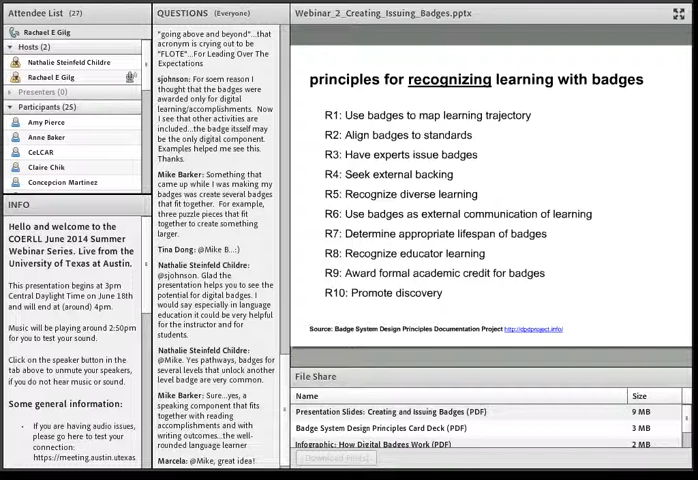 Attendee List (27)
Rachael E Gilg
Hosts (2)
Nathalie Steinfeld Childre
Rachael E Gilg
Presenters (0)
Participants (25)
Amy Pierce
Anne Baker
CeLCAR
Claire Chik
Concepcion Martinez
INFO
Hello and welcome to the
COERLL June 2014 Summer
Webinar Series. Live from the
University of Texas at Austin.
This presentation begins at 3pm
Central Daylight Time on June 18th
and will end at (around) 4pm.
Music will be playing around 2:50pm
for you to test your sound.
Click on the speaker button in the
tab above to unmute your speakers,
if you do not hear music or sound.
Some general information:
• If you are having audio issues,
please go here to test your
connection:
https://meeting.austin.utexas
QUESTIONS (Everyone)
"going above and beyond"...that
acronym is crying out to be
"FLOTE"...For Leading Over The
Expectations
sjohnson: For soem reason I
thought that the badges were
awarded only for digital
learning/accomplishments. Now
I see that other activities are
included...the badge itsself may
be the only digital component.
Examples helped me see this.
Thanks.
Mike Barker: Something that
came up while I was making my
badges was create several badges
that fit together. For example,
three puzzle pieces that fit
together to create something
larger.
Tina Dong: @Mike B...:)
Nathalie Steinfeld Childre:
@sjohnson. Glad the
presentation helps you to see the
potential for digital badges. I
would say especially in language
education it could be very helpful
for the instructor and for
students.
Nathalie Steinfeld Childre:
@Mike. Yes pathways, badges for
several levels that unlock another
level badge are very common.
Mike Barker: Sure...yes, a
speaking component that fits
together with reading
accomplishments and with
writing outcomes...the well-
rounded language learner
Marcela: @Mike, great idea!
Webinar_2_Creating_Issuing_Badges.pptx
principles for recognizing learning with badges
R1: Use badges to map learning trajectory
R2: Align badges to standards
R3: Have experts issue badges
R4: Seek external backing
R5: Recognize diverse learning
R6: Use badges as external communication of learning
R7: Determine appropriate lifespan of badges
R8: Recognize educator learning
R9: Award formal academic credit for badges
R10: Promote discovery
Source: Badge System Design Principles Documentation Project http://dpdproject.info/
File Share
Name Size
Presentation Slides: Creating and Issuing Badges (PDF) 9 MB
Badge System Design Principles Card Deck (PDF) 3 MB
Infographic: How Digital Badges Work (PDF) 2 MB